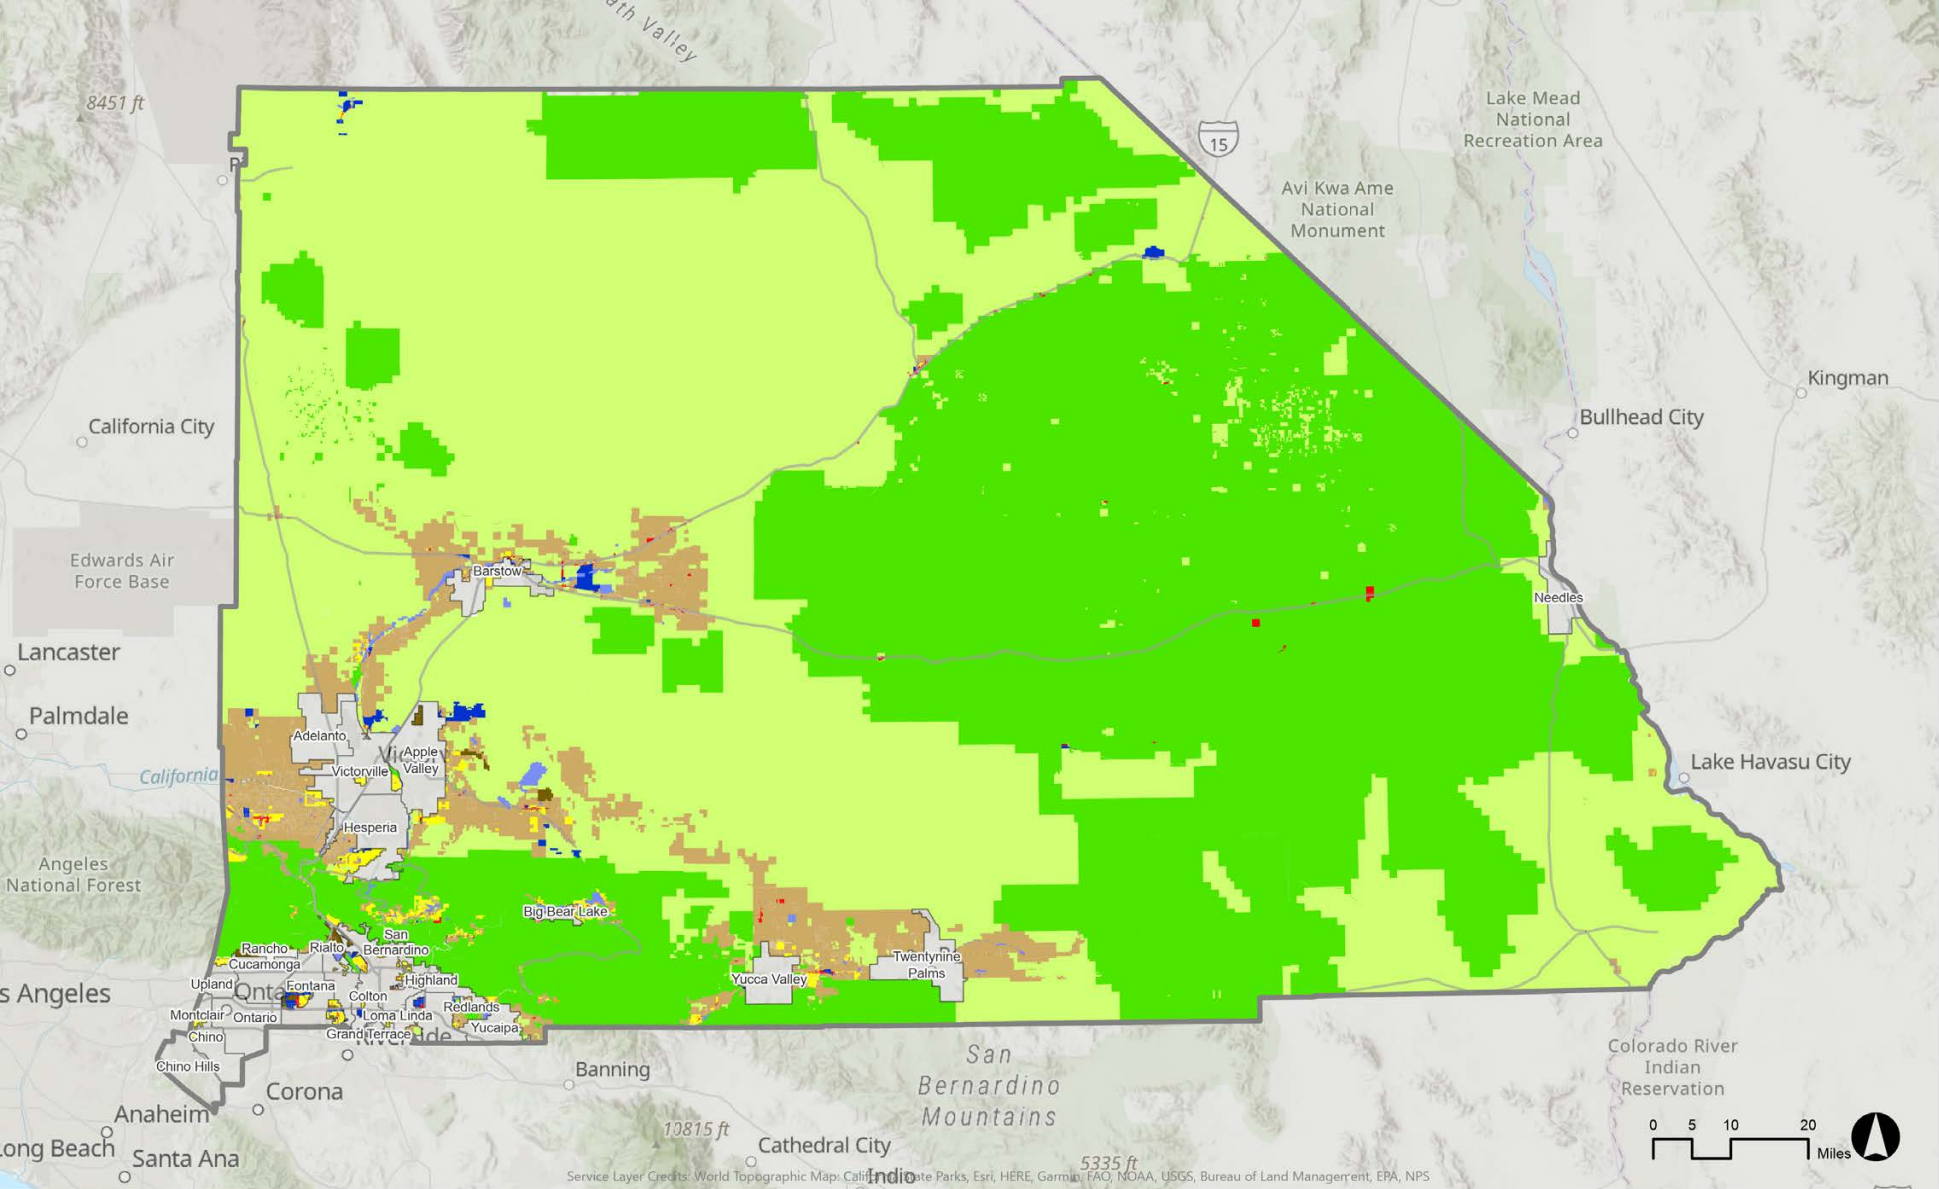 ath Valley
8451 ft
15
Lake Mead
National
Recreation Area
Avi Kwa Ame
National
Monument
Kingman
Bullhead City
California City
Edwards Air
Force Base
Barstow
Needles
Lancaster
Palmdale
Adelanto
Apple
Valley
Victorville
California
Lake Havasu City
Hesperia
Angeles
National Forest
Big Bear Lake
San
Bernardino
Rialto
Rancho
Cucamonga
Twentynine
Palms
Yucca Valley
Highland
Upland
Fontana
s Angeles
Onta
Colton
Redlands
Montclair
Ontario
Loma Linda
Yucaipa
Chino
Grand Terrace
Chino Hills
Banning
San
Bernardino
Mountains
Colorado River
Indian
Reservation
Corona
Anaheim
10815 ft
Cathedral City
ong Beach
Santa Ana
5335 ft
Indio
0 5 10 20
Miles
Service Layer Credits: World Topographic Map: California State Parks, Esri, HERE, Garmin, FAO, NOAA, USGS, Bureau of Land Management, EPA, NPS